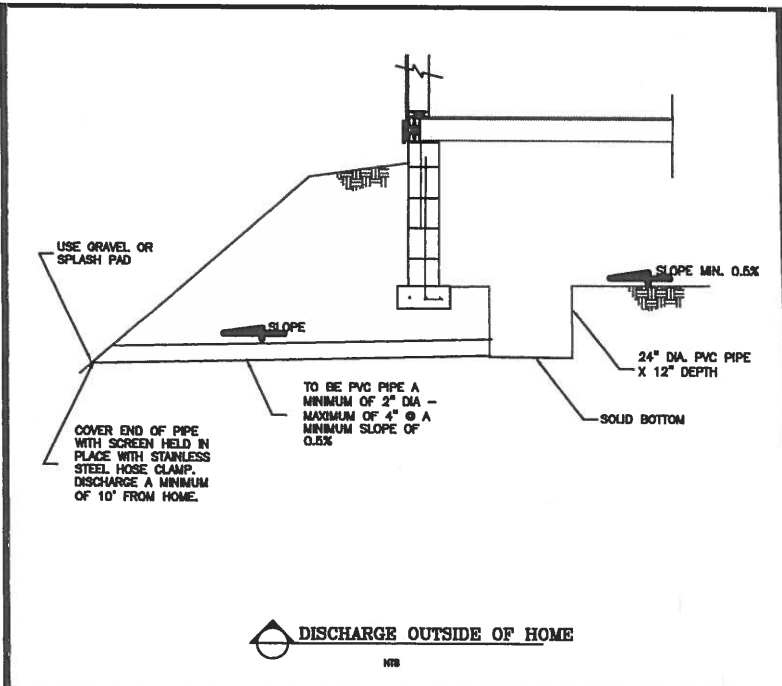 USE GRAVEL OR
SPLASH PAD
SLOPE MIN. 0.5%
SLOPE
24" DIA. PVC PIPE
X 12" DEPTH
TO BE PVC PIPE A
MINIMUM OF 2" DIA –
MAXIMUM OF 4" @ A
MINIMUM SLOPE OF
0.5%
SOLID BOTTOM
COVER END OF PIPE
WITH SCREEN HELD IN
PLACE WITH STAINLESS
STEEL HOSE CLAMP.
DISCHARGE A MINIMUM
OF 10' FROM HOME.
DISCHARGE OUTSIDE OF HOME
NTS